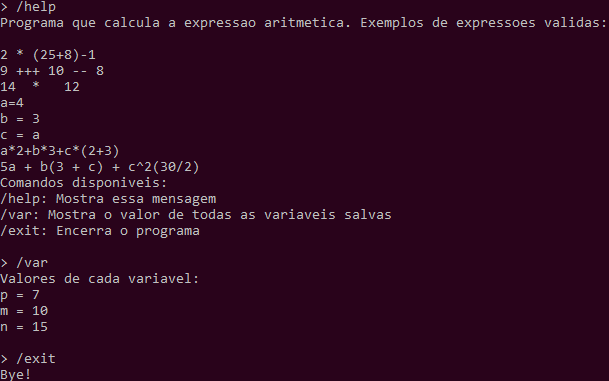 > /help
Programa que calcula a expressao aritmetica. Exemplos de expressoes validas:
2 * (25+8)-1
9 +++ 10 -- 8
14  *   12
a=4
b = 3
c = a
a*2+b*3+c*(2+3)
5a + b(3 + c) + c^2(30/2)
Comandos disponiveis:
/help: Mostra essa mensagem
/var: Mostra o valor de todas as variaveis salvas
/exit: Encerra o programa
> /var
Valores de cada variavel:
p = 7
m = 10
n = 15
> /exit
Bye!